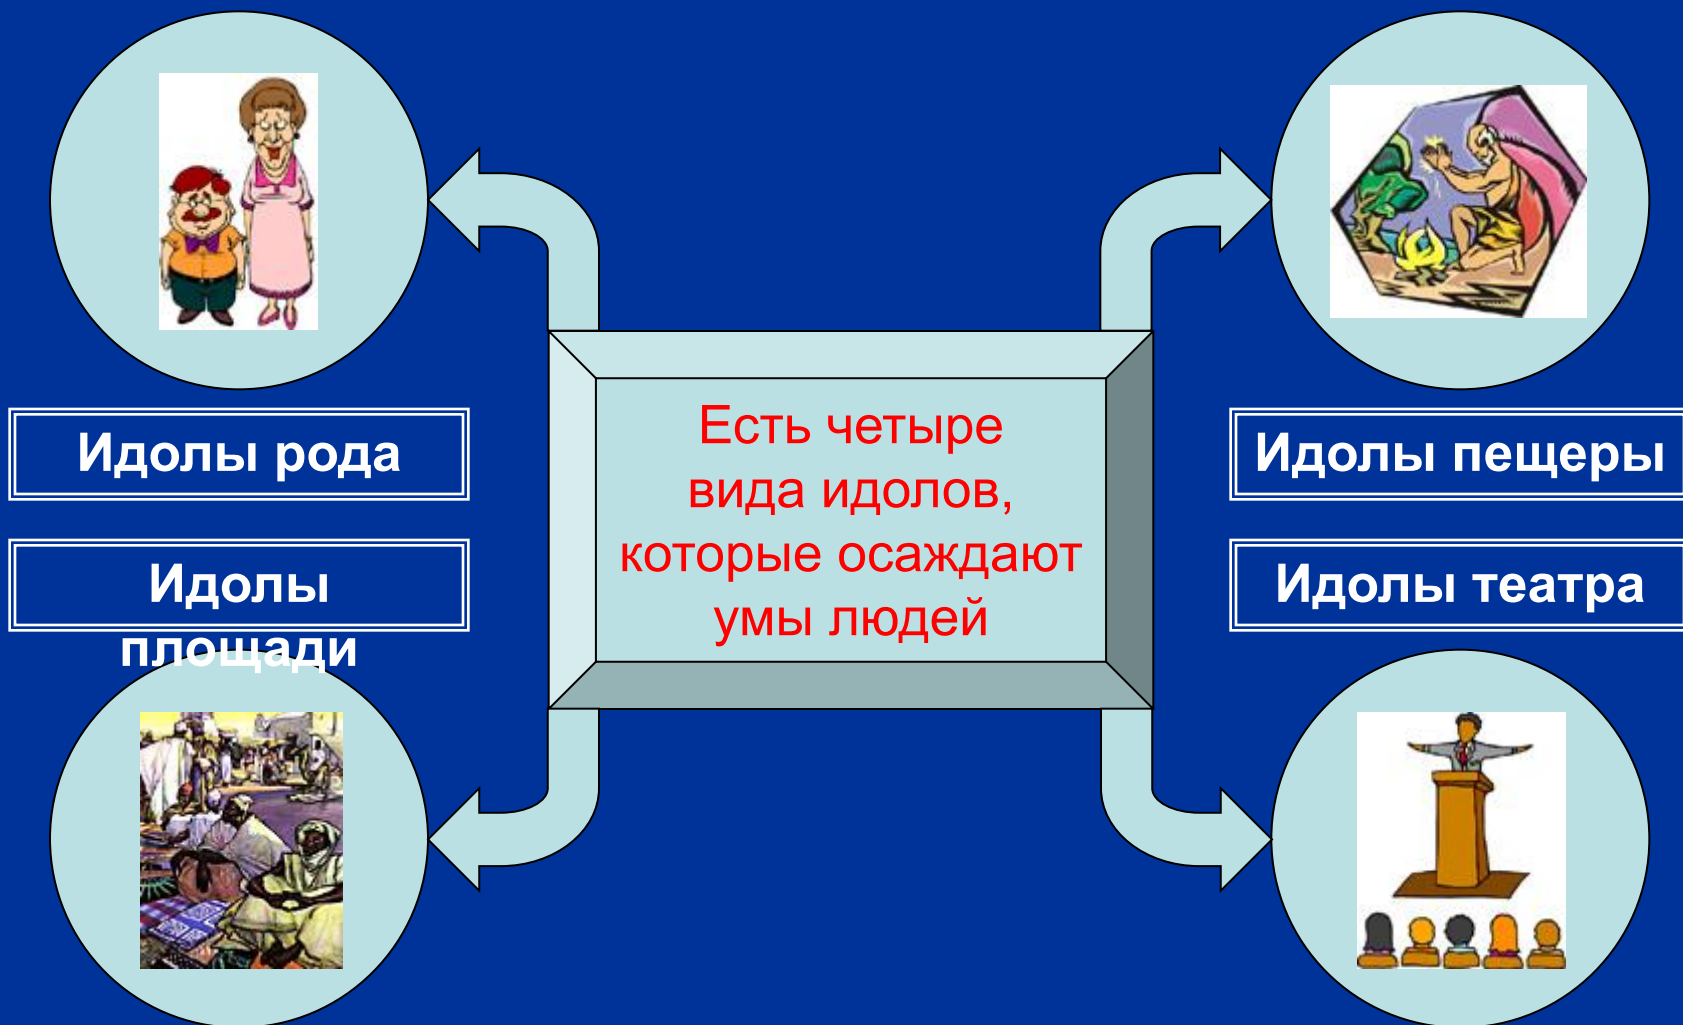 Идолы рода
Идолы
площади
Есть четыре
вида идолов,
которые осаждают
умы людей
Идолы пещеры
Идолы театра